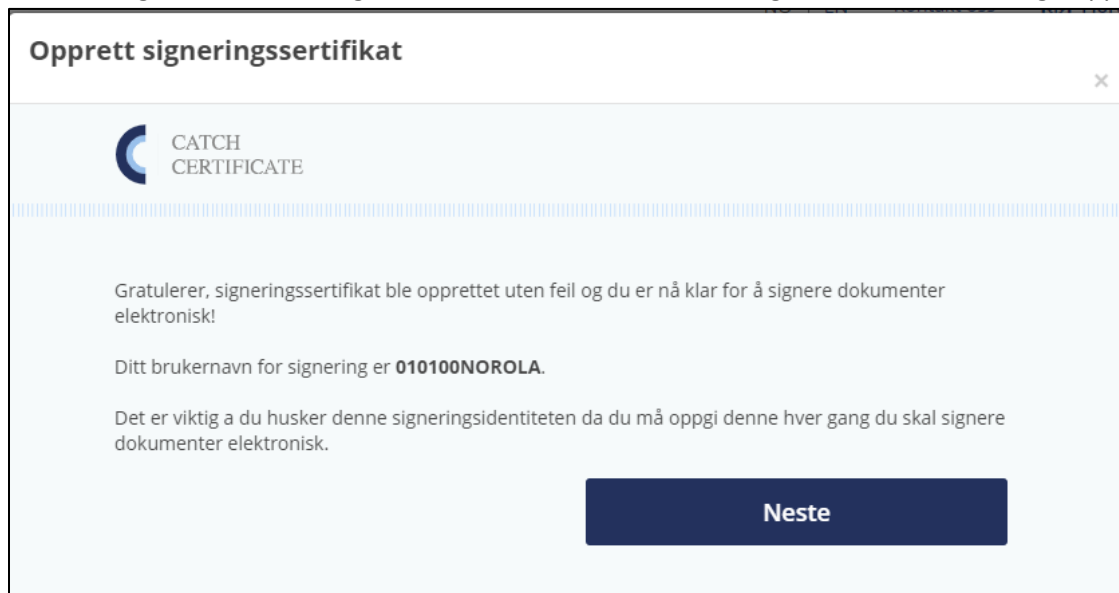 Opprett signeringssertifikat
×
CATCH
CERTIFICATE
Gratulerer, signeringssertifikat ble opprettet uten feil og du er nå klar for å signere dokumenter
elektronisk!
Ditt brukernavn for signering er 010100NOROLA.
Det er viktig a du husker denne signeringsidentiteten da du må oppgi denne hver gang du skal signere
dokumenter elektronisk.
Neste